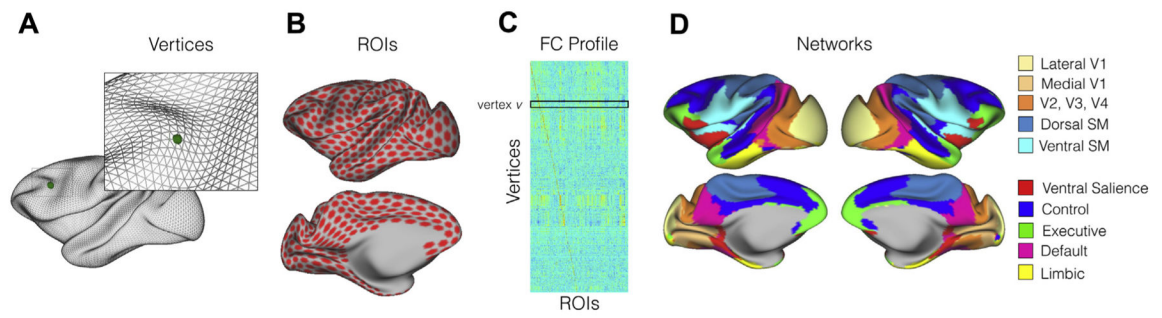 A
Vertices
B
ROIs
C
FC Profile
vertex v
Vertices
ROIs
D
Networks
Lateral V1
Medial V1
V2, V3, V4
Dorsal SM
Ventral SM
Ventral Salience
Control
Executive
Default
Limbic